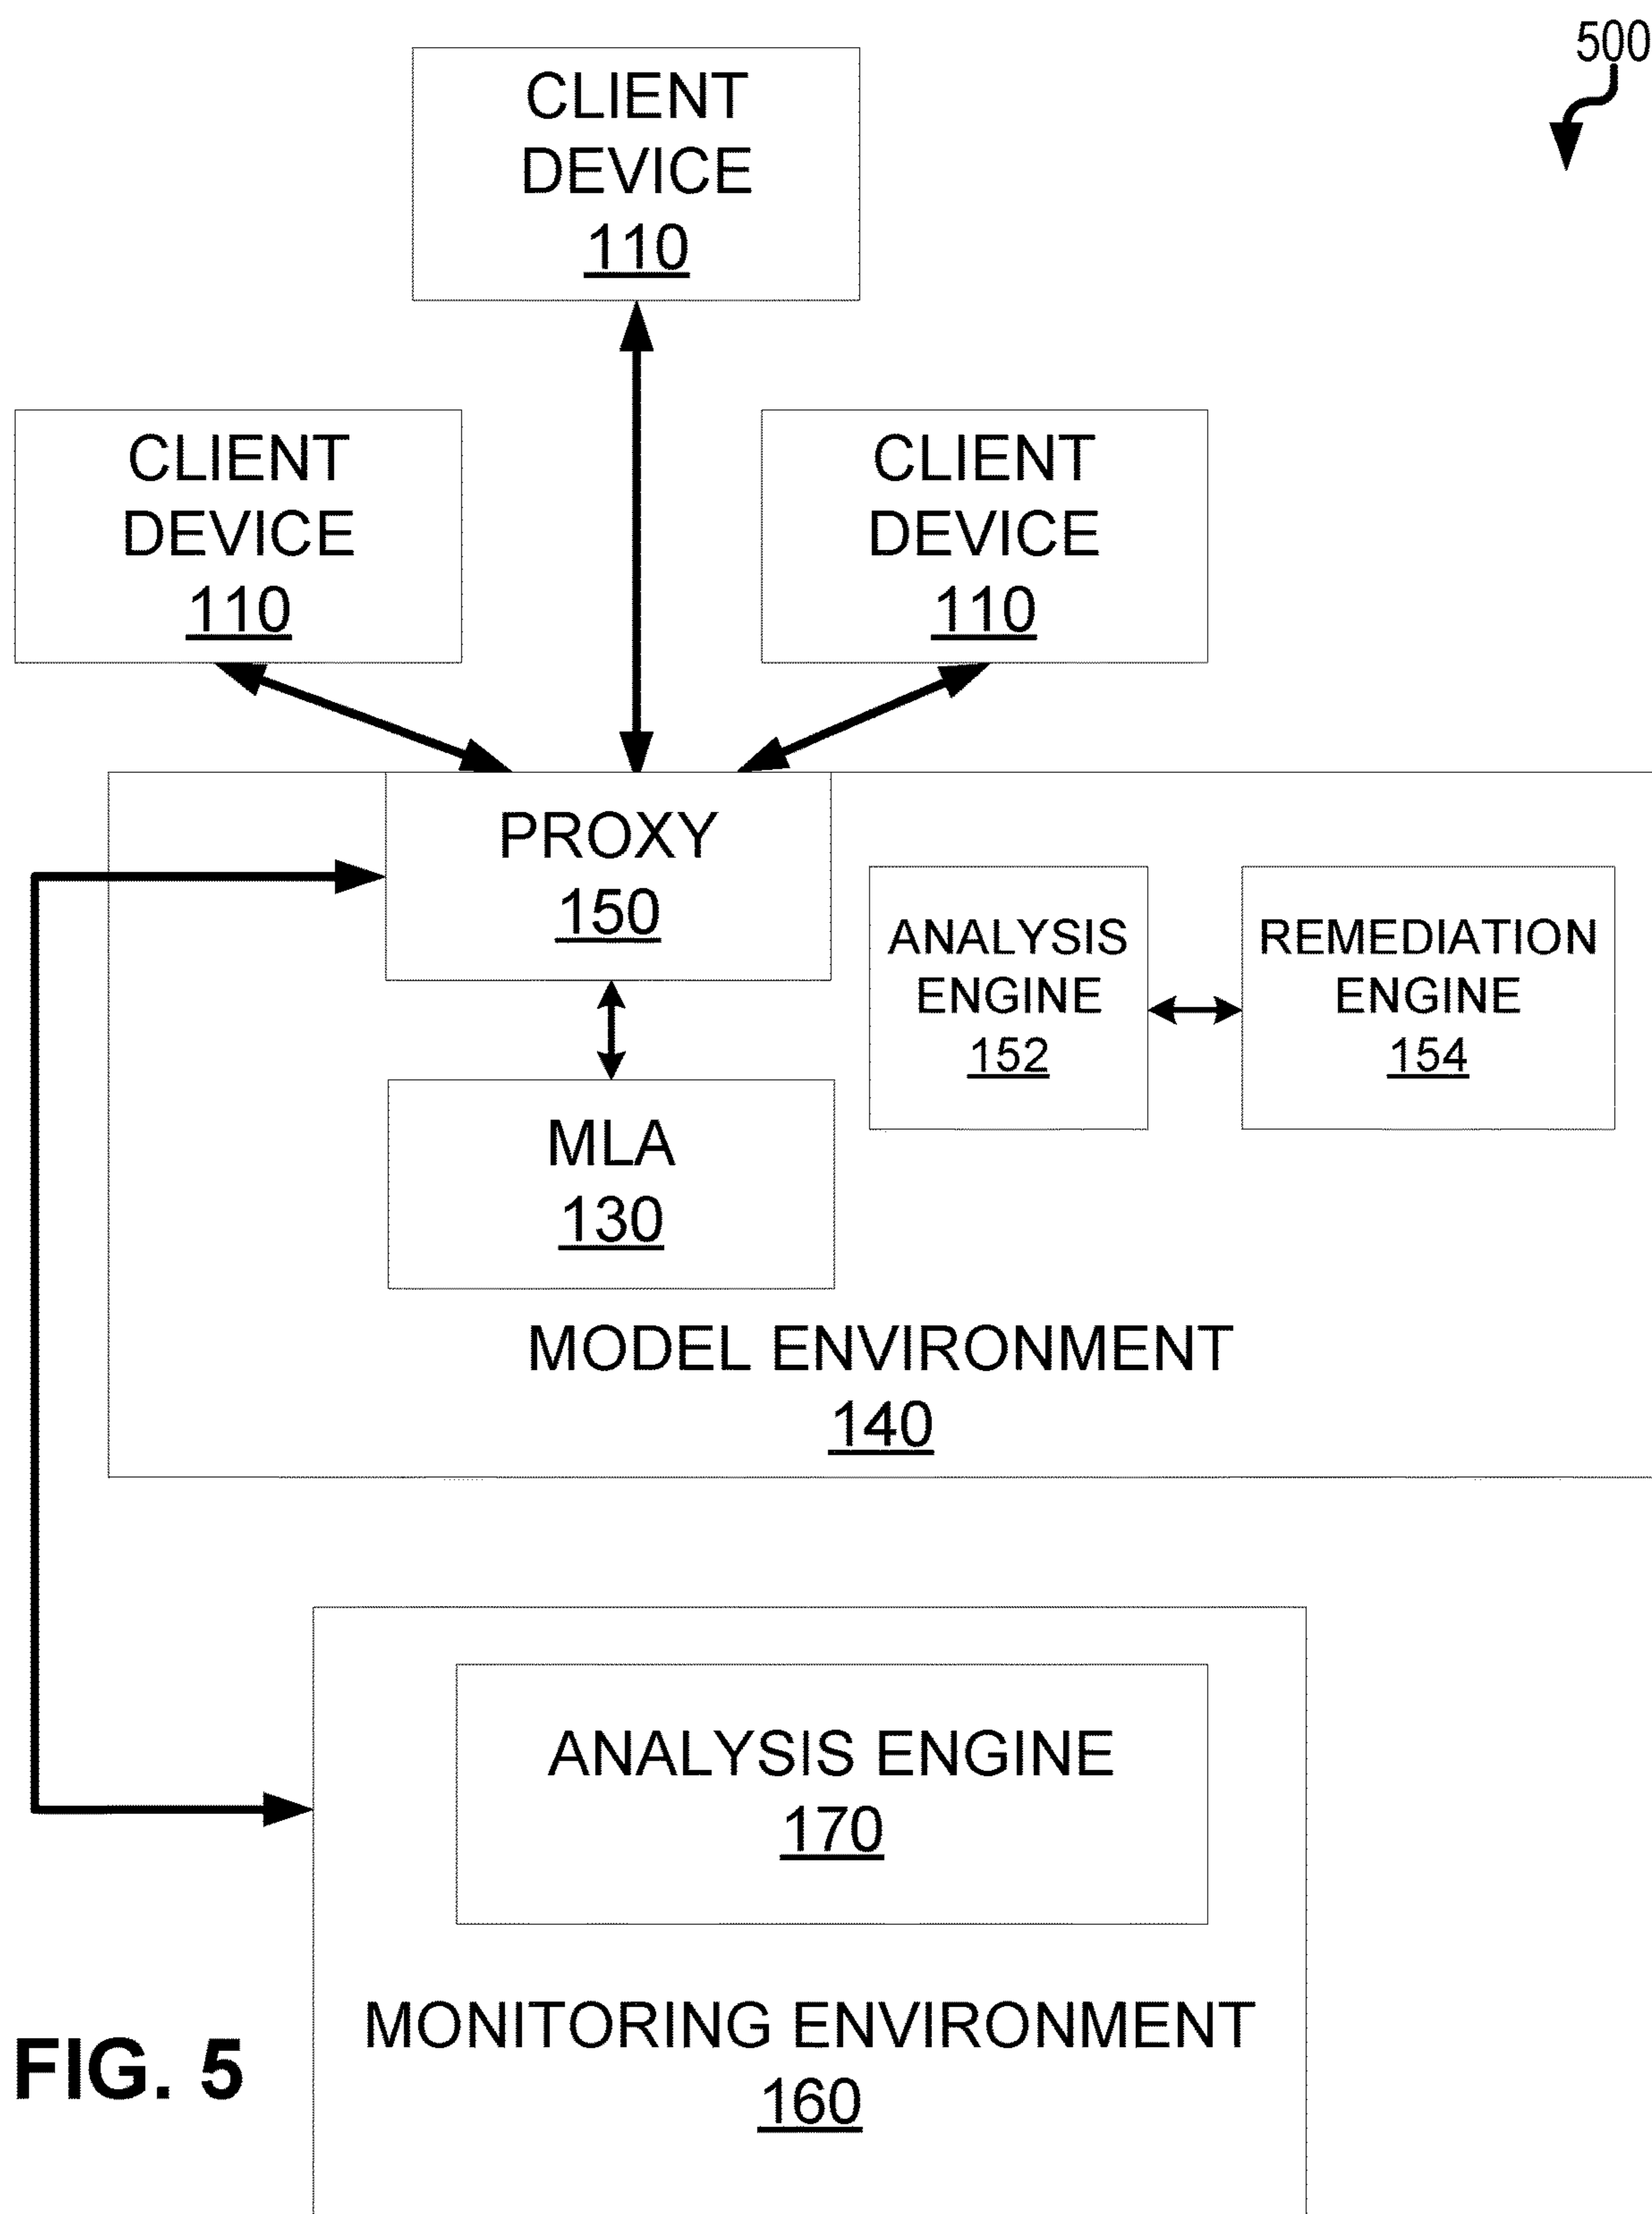 500
CLIENT
DEVICE
110
CLIENT
DEVICE
110
CLIENT
DEVICE
110
PROXY
150
ANALYSIS
ENGINE
152
REMEDIATION
ENGINE
154
MLA
130
MODEL ENVIRONMENT
140
ANALYSIS ENGINE
170
MONITORING ENVIRONMENT
160
FIG. 5